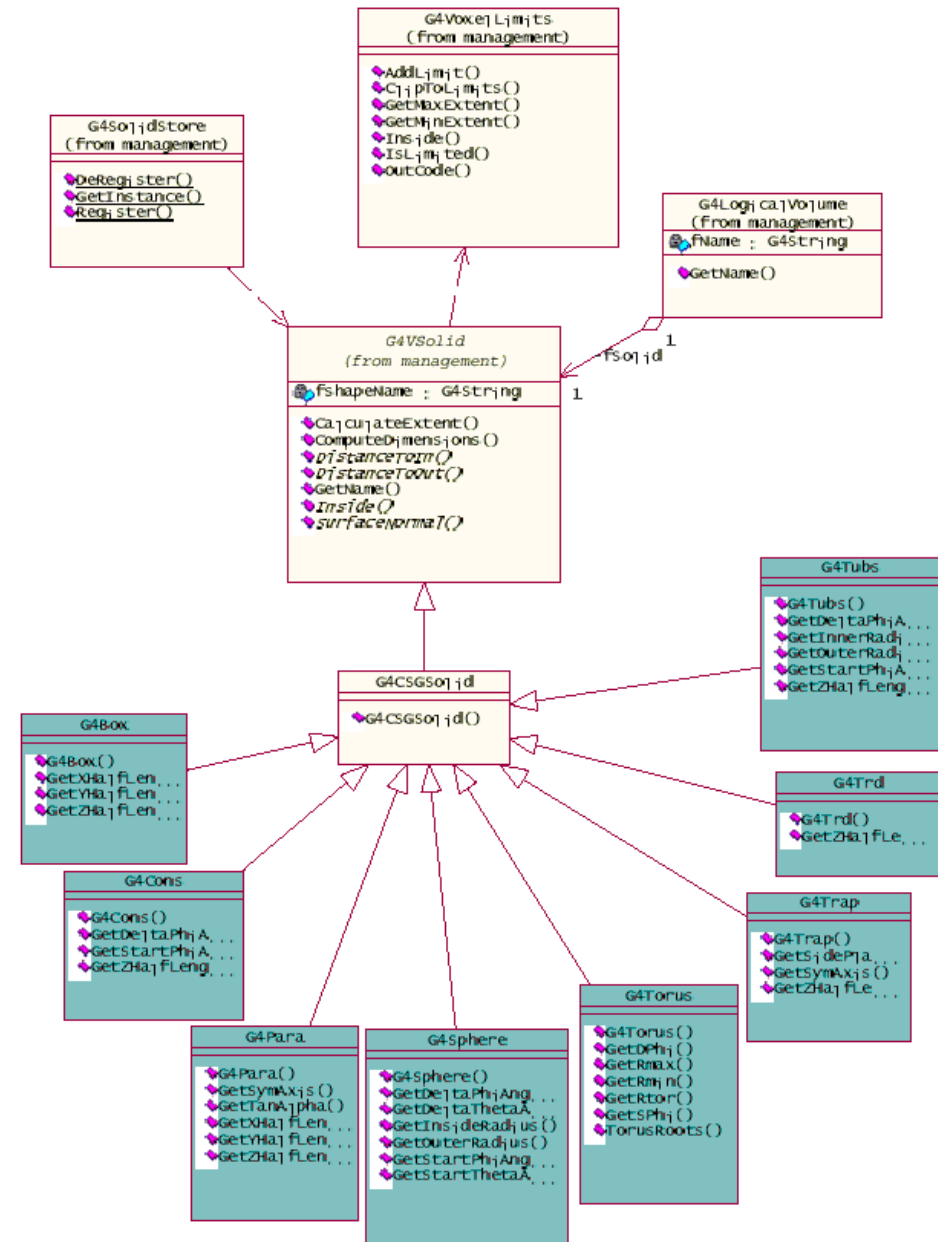 G4VoxelLimits
(from management)
AddLimit()
ClipToLimits()
GetMaxExtent()
GetMinExtent()
Inside()
IsLimited()
OutCode()
G4SolidStore
(from management)
DeRegister()
GetInstance()
Register()
G4LogicalVolume
(from management)
fName : G4String
GetName()
-fSolid
1
1
G4VSolid
(from management)
fshapeName : G4String
CalculateExtent()
ComputeDimensions()
DistanceToIn()
DistanceToOut()
GetName()
Inside()
SurfaceNormal()
G4Tubs
G4Tubs()
GetDeltaPhiA...
GetInnerRadi...
GetOuterRadi...
GetStartPhiA...
GetZHalfLeng...
G4CSGSolid
G4CSGSolid()
G4Box
G4Box()
GetXHalfLen...
GetYHalfLen...
GetZHalfLen...
G4Trd
G4Trd()
GetZHalfLe...
G4Cons
G4Cons()
GetDeltaPhiA...
GetStartPhiA...
GetZHalfLeng...
G4Trap
G4Trap()
GetSidePla...
GetSymAxis()
GetZHalfLe...
G4Para
G4Para()
GetSymAxis()
GetTanAlpha()
GetXHalfLen...
GetYHalfLen...
GetZHalfLen...
G4Sphere
G4Sphere()
GetDeltaPhiAng...
GetDeltaThetaA...
GetInsideRadius()
GetOuterRadius()
GetStartPhiAng...
GetStartThetaA...
G4Torus
G4Torus()
GetDPhi()
GetRmax()
GetRmin()
GetRtor()
GetSPhi()
TorusRoots()